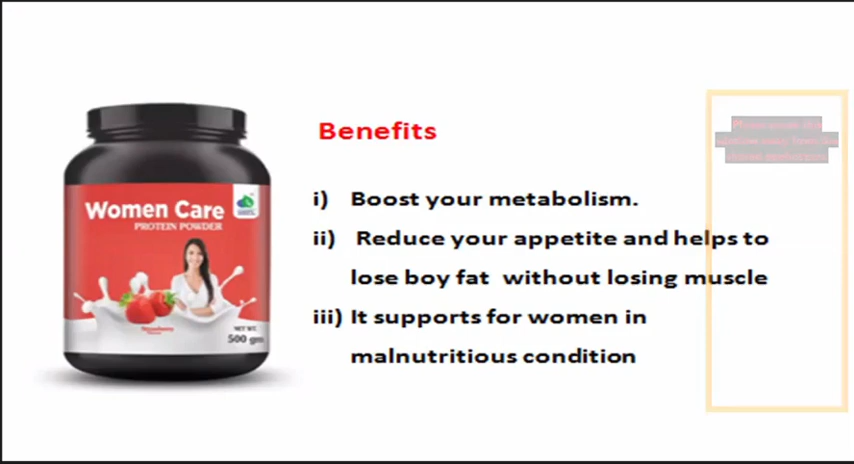 Benefits
i) Boost your metabolism.
ii) Reduce your appetite and helps to
lose boy fat without losing muscle
iii) It supports for women in
malnutritious condition
Women Care
PROTEIN POWDER
Strawberry
NET WT.
500 gm